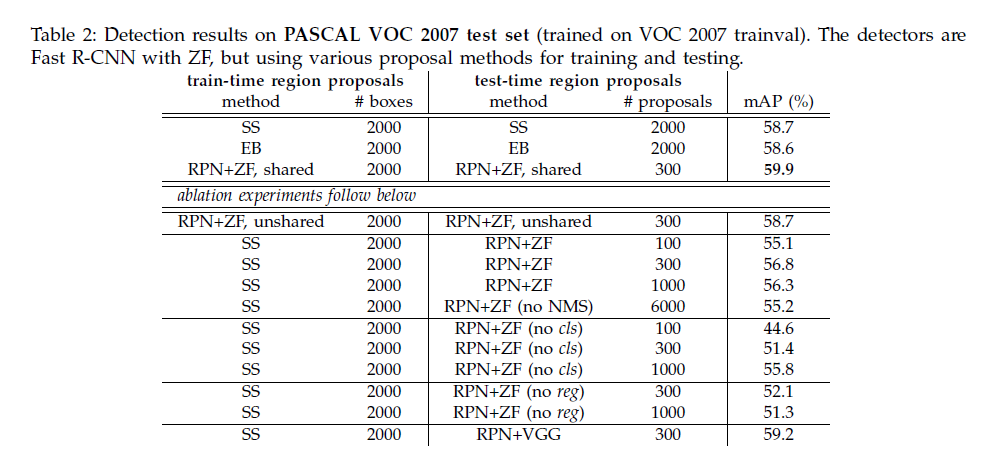 Table 2: Detection results on PASCAL VOC 2007 test set (trained on VOC 2007 trainval). The detectors are
Fast R-CNN with ZF, but using various proposal methods for training and testing.
train-time region proposals test-time region proposals
method # boxes method # proposals mAP (%)
SS 2000 SS 2000 58.7
EB 2000 EB 2000 58.6
RPN+ZF, shared 2000 RPN+ZF, shared 300 59.9
ablation experiments follow below
RPN+ZF, unshared 2000 RPN+ZF, unshared 300 58.7
SS 2000 RPN+ZF 100 55.1
SS 2000 RPN+ZF 300 56.8
SS 2000 RPN+ZF 1000 56.3
SS 2000 RPN+ZF (no NMS) 6000 55.2
SS 2000 RPN+ZF (no cls) 100 44.6
SS 2000 RPN+ZF (no cls) 300 51.4
SS 2000 RPN+ZF (no cls) 1000 55.8
SS 2000 RPN+ZF (no reg) 300 52.1
SS 2000 RPN+ZF (no reg) 1000 51.3
SS 2000 RPN+VGG 300 59.2